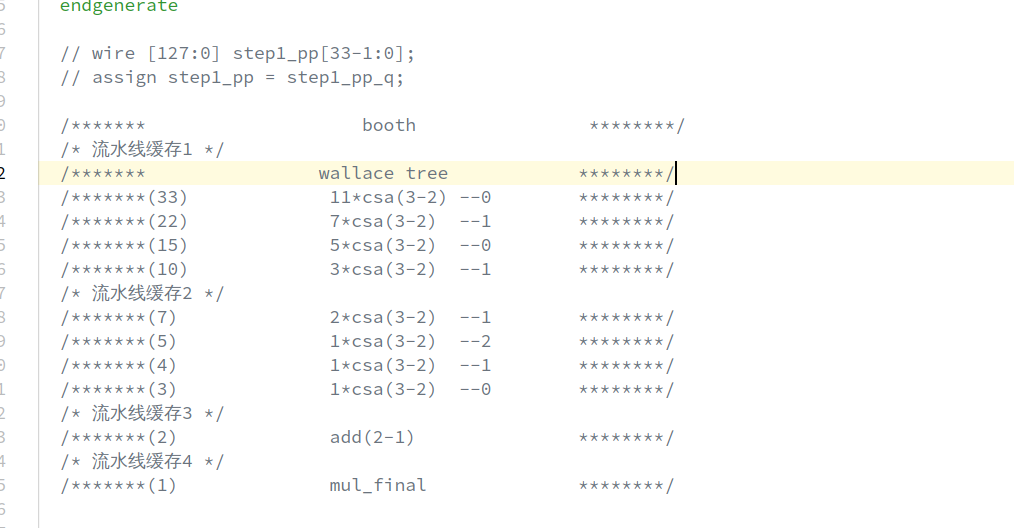 endgenerate
// wire [127:0] step1_pp[33-1:0];
// assign step1_pp = step1_pp_q;
/******* booth ********/
/* 流水线缓存1 */
/******* wallace tree ********/
/*******(33) 11*csa(3-2) --0 ********/
/*******(22) 7*csa(3-2) --1 ********/
/*******(15) 5*csa(3-2) --0 ********/
/*******(10) 3*csa(3-2) --1 ********/
/* 流水线缓存2 */
/*******(7) 2*csa(3-2) --1 ********/
/*******(5) 1*csa(3-2) --2 ********/
/*******(4) 1*csa(3-2) --1 ********/
/*******(3) 1*csa(3-2) --0 ********/
/* 流水线缓存3 */
/*******(2) add(2-1) ********/
/* 流水线缓存4 */
/*******(1) mul_final ********/